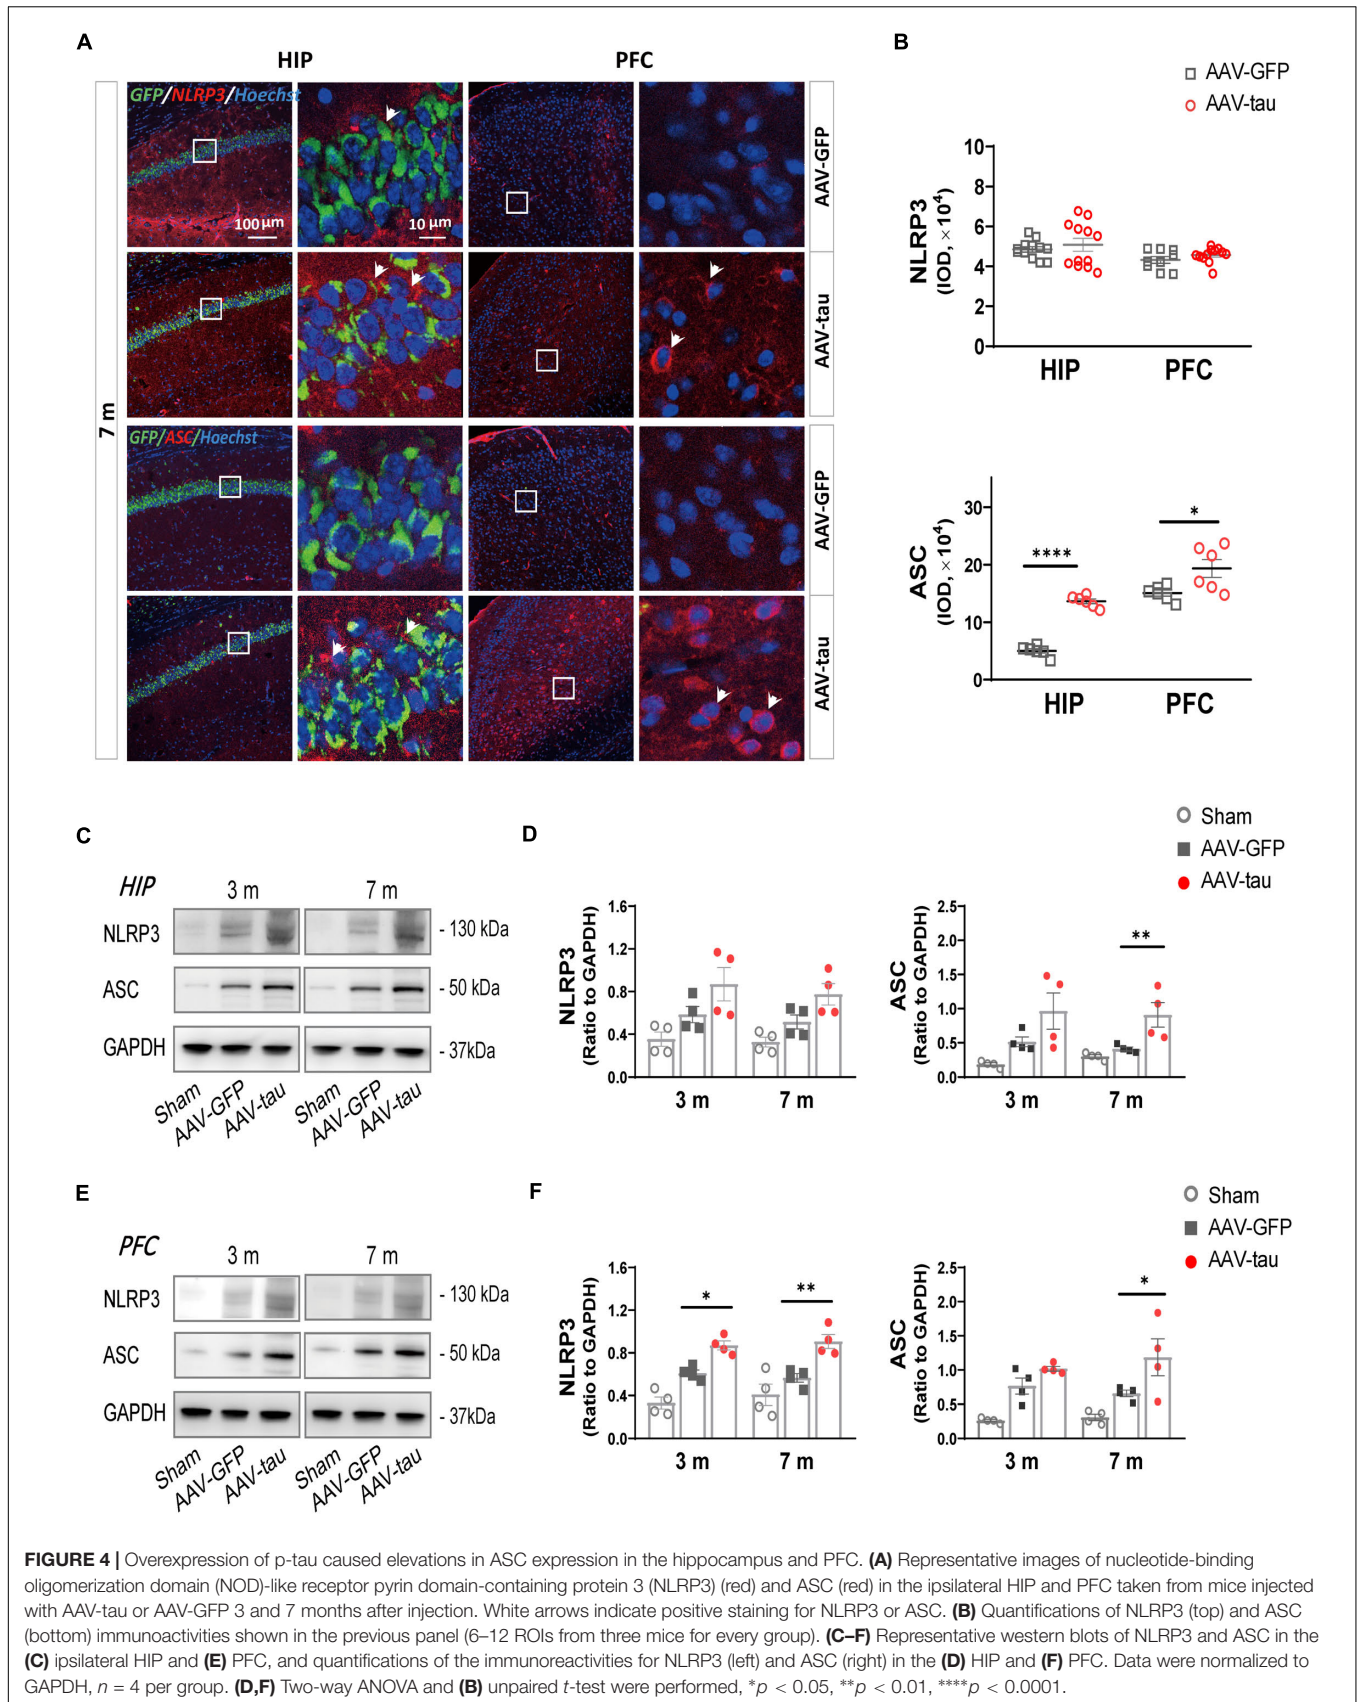 A
HIP
PFC
GFP/NLRP3/Hoechst
100 µm
10 µm
AAV-GFP
AAV-tau
7 m
GFP/ASC/Hoechst
AAV-GFP
AAV-tau
B
AAV-GFP
AAV-tau
NLRP3
(IOD, ×10⁴)
10
8
6
4
2
0
HIP
PFC
ASC
(IOD, ×10⁴)
30
20
10
0
****
*
HIP
PFC
C
HIP
3 m
7 m
NLRP3
- 130 kDa
ASC
- 50 kDa
GAPDH
- 37kDa
Sham
AAV-GFP
AAV-tau
Sham
AAV-GFP
AAV-tau
D
Sham
AAV-GFP
AAV-tau
NLRP3
(Ratio to GAPDH)
1.6
1.2
0.8
0.4
0.0
3 m
7 m
ASC
(Ratio to GAPDH)
2.5
2.0
1.5
1.0
0.5
0.0
**
3 m
7 m
E
PFC
3 m
7 m
NLRP3
- 130 kDa
ASC
- 50 kDa
GAPDH
- 37kDa
Sham
AAV-GFP
AAV-tau
Sham
AAV-GFP
AAV-tau
F
Sham
AAV-GFP
AAV-tau
NLRP3
(Ratio to GAPDH)
1.6
1.2
0.8
0.4
0.0
*
**
3 m
7 m
ASC
(Ratio to GAPDH)
2.5
2.0
1.5
1.0
0.5
0.0
*
3 m
7 m
FIGURE 4 | Overexpression of p-tau caused elevations in ASC expression in the hippocampus and PFC. (A) Representative images of nucleotide-binding
oligomerization domain (NOD)-like receptor pyrin domain-containing protein 3 (NLRP3) (red) and ASC (red) in the ipsilateral HIP and PFC taken from mice injected
with AAV-tau or AAV-GFP 3 and 7 months after injection. White arrows indicate positive staining for NLRP3 or ASC. (B) Quantifications of NLRP3 (top) and ASC
(bottom) immunoactivities shown in the previous panel (6–12 ROIs from three mice for every group). (C–F) Representative western blots of NLRP3 and ASC in the
(C) ipsilateral HIP and (E) PFC, and quantifications of the immunoreactivities for NLRP3 (left) and ASC (right) in the (D) HIP and (F) PFC. Data were normalized to
GAPDH, n = 4 per group. (D,F) Two-way ANOVA and (B) unpaired t-test were performed, *p < 0.05, **p < 0.01, ****p < 0.0001.